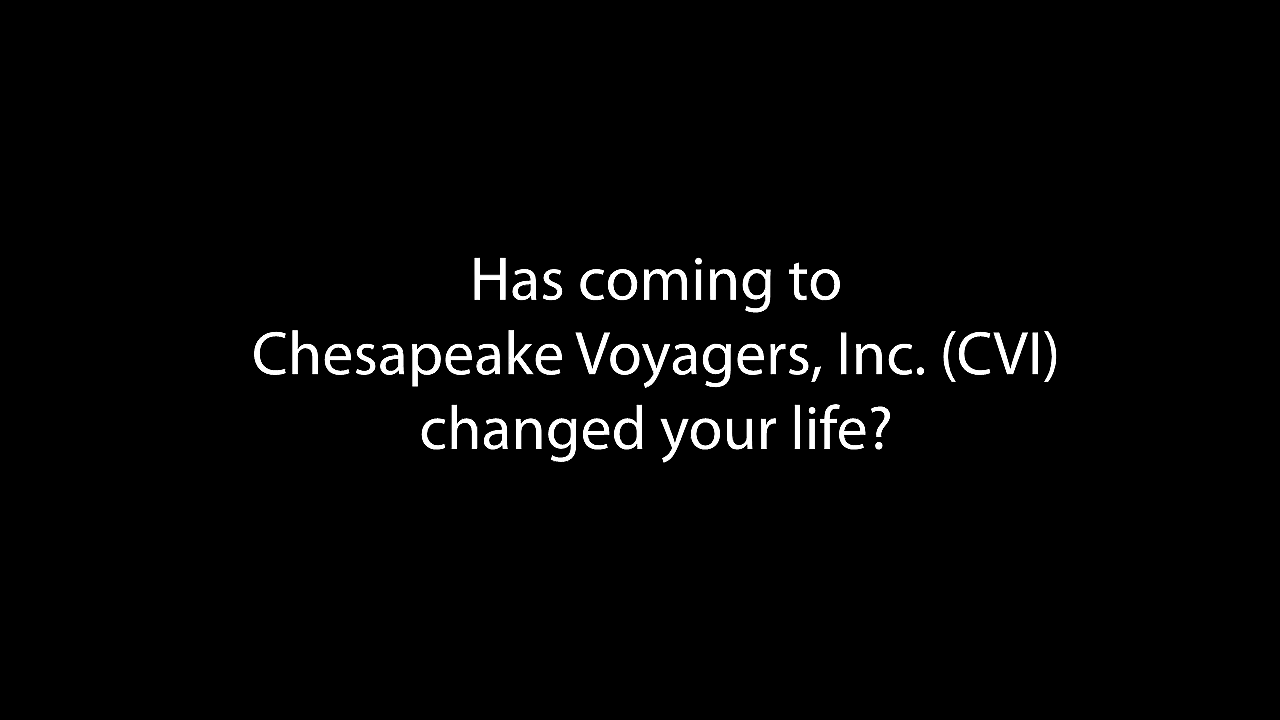 Has coming to
Chesapeake Voyagers, Inc. (CVI)
changed your life?